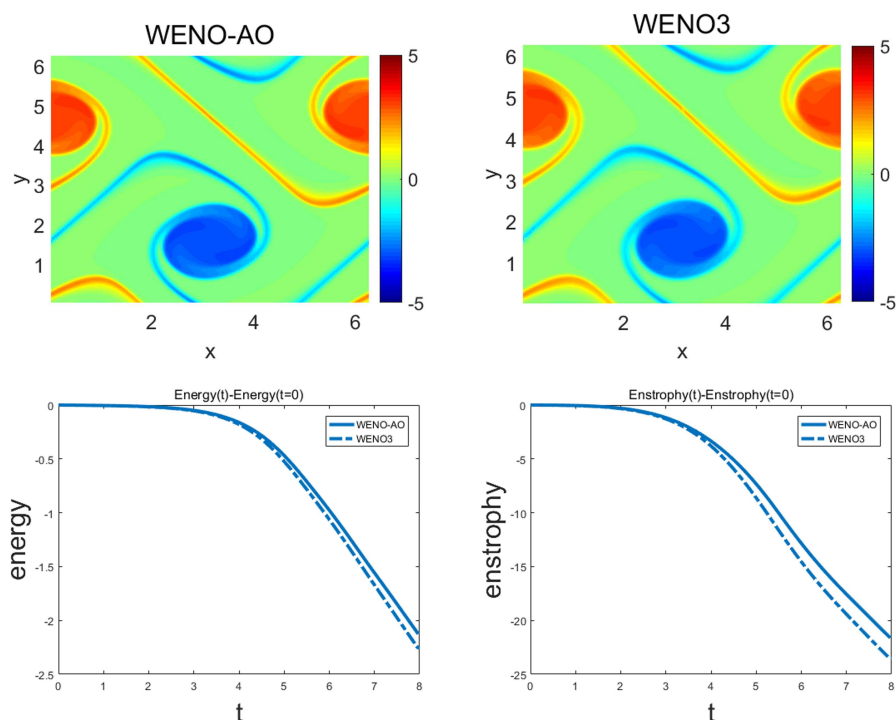 WENO-AO
6
5
4
3
2
1
y
2
4
6
x
5
0
-5
WENO3
6
5
4
3
2
1
y
2
4
6
x
5
0
-5
Energy(t)-Energy(t=0)
WENO-AO
WENO3
0
-0.5
-1
-1.5
-2
-2.5
energy
0 1 2 3 4 5 6 7 8
t
Enstrophy(t)-Enstrophy(t=0)
WENO-AO
WENO3
0
-5
-10
-15
-20
-25
enstrophy
0 1 2 3 4 5 6 7 8
t